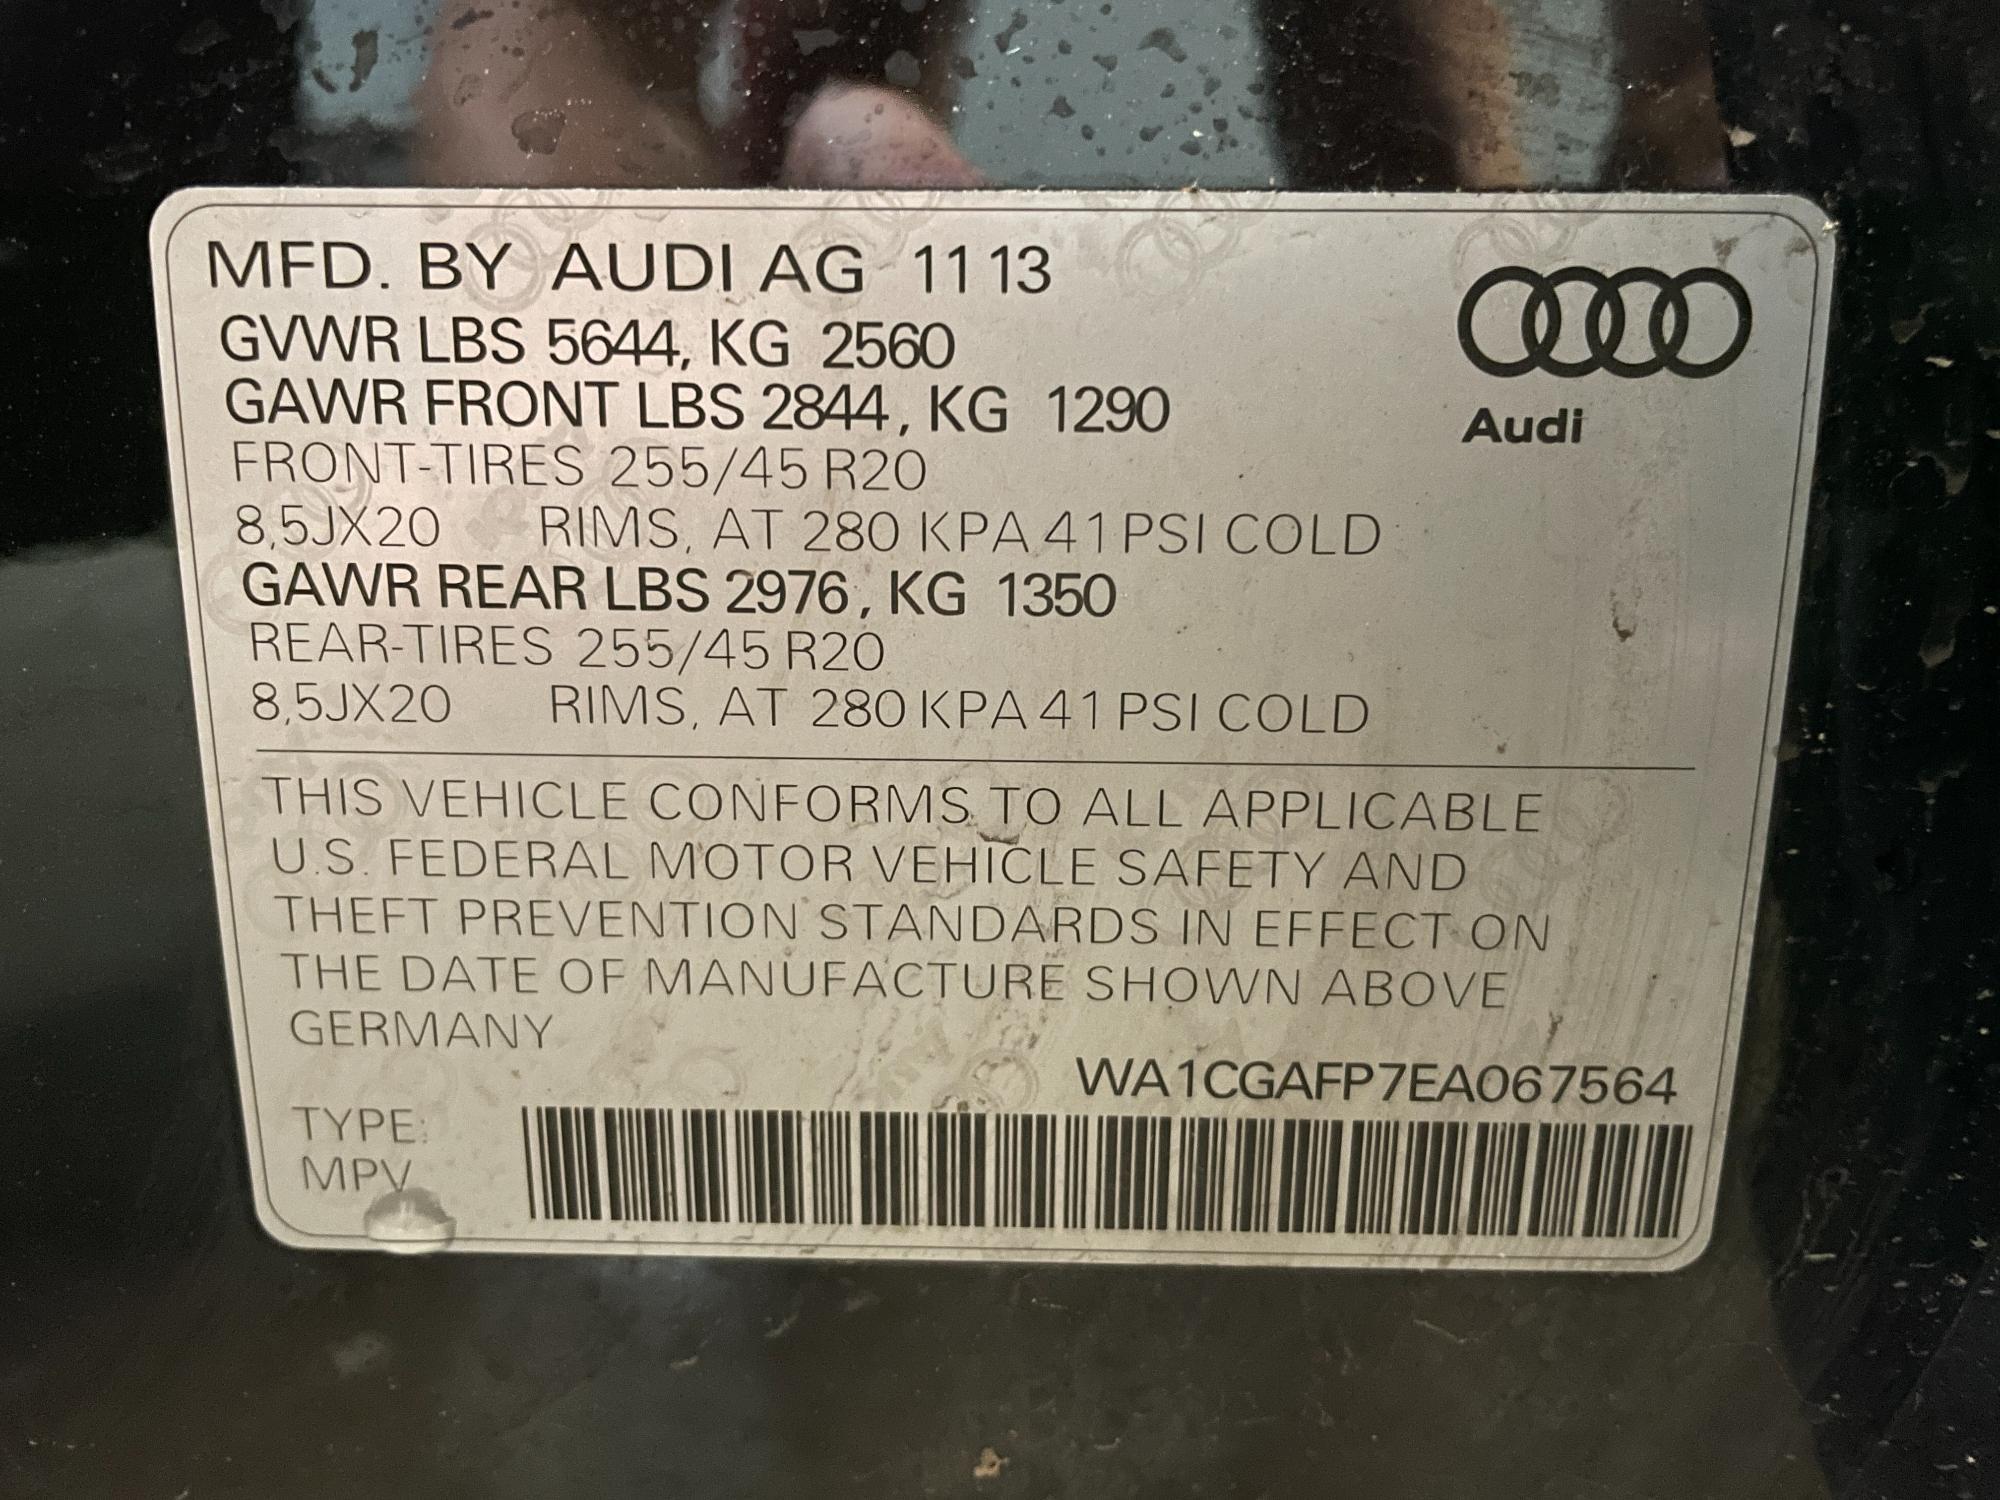 MFD. BY AUDI AG 11 13
GVWR LBS 5644, KG 2560
GAWR FRONT LBS 2844, KG 1290
FRONT-TIRES 255/45 R20
8,5JX20 RIMS, AT 280 KPA 41 PSI COLD
GAWR REAR LBS 2976, KG 1350
REAR-TIRES 255/45 R20
8,5JX20 RIMS, AT 280 KPA 41 PSI COLD
Audi
THIS VEHICLE CONFORMS TO ALL APPLICABLE
U.S. FEDERAL MOTOR VEHICLE SAFETY AND
THEFT PREVENTION STANDARDS IN EFFECT ON
THE DATE OF MANUFACTURE SHOWN ABOVE
GERMANY
WA1CGAFP7EA067564
TYPE:
MPV